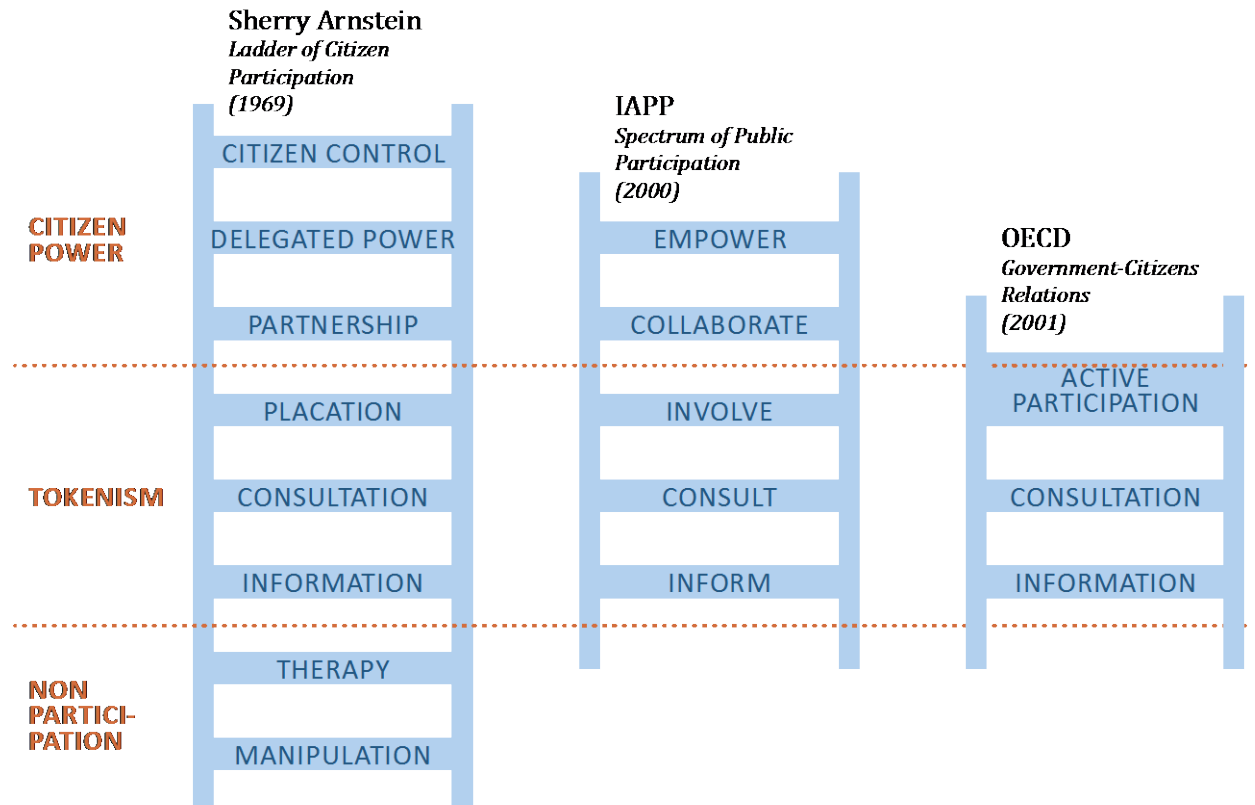 Sherry Arnstein
Ladder of Citizen
Participation
(1969)
CITIZEN CONTROL
DELEGATED POWER
PARTNERSHIP
PLACATION
CONSULTATION
INFORMATION
THERAPY
MANIPULATION
IAPP
Spectrum of Public
Participation
(2000)
EMPOWER
COLLABORATE
INVOLVE
CONSULT
INFORM
OECD
Government-Citizens
Relations
(2001)
ACTIVE
PARTICIPATION
CONSULTATION
INFORMATION
CITIZEN
POWER
TOKENISM
NON
PARTICI-
PATION